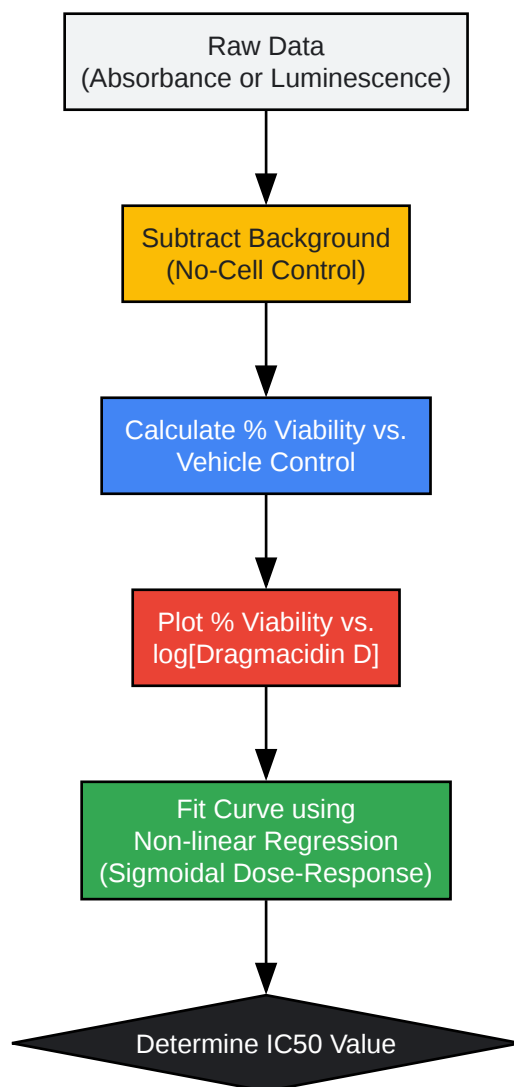 Raw Data
(Absorbance or Luminescence)
Subtract Background
(No-Cell Control)
Calculate % Viability vs.
Vehicle Control
Plot % Viability vs.
log[Dragmacidin D]
Fit Curve using
Non-linear Regression
(Sigmoidal Dose-Response)
Determine IC50 Value